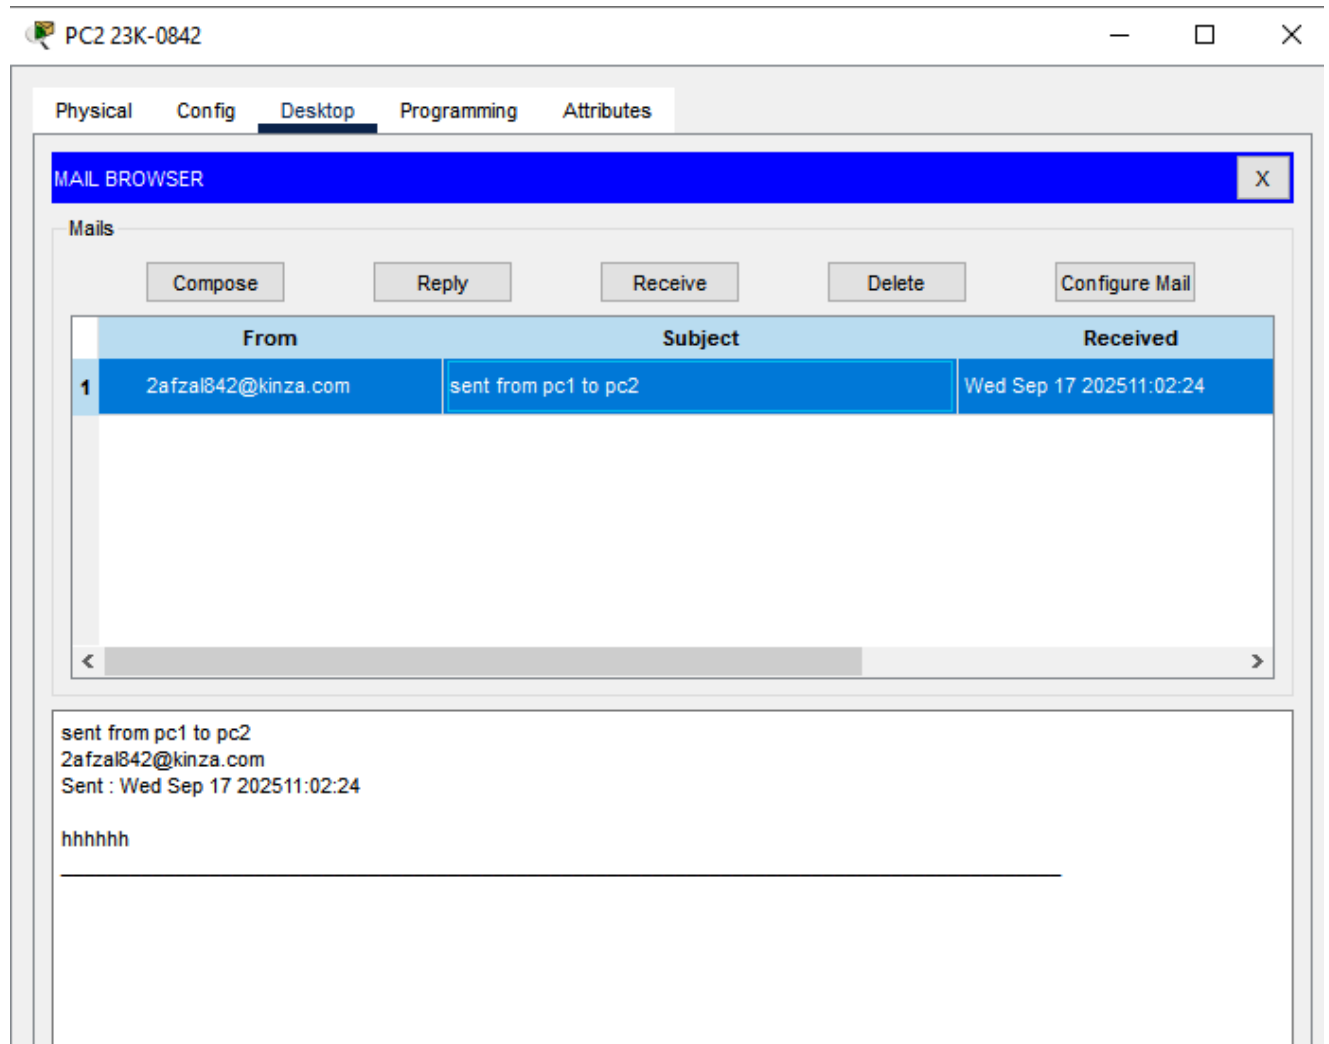 PC2 23K-0842
Physical Config Desktop Programming Attributes
MAIL BROWSER X
Mails
Compose Reply Receive Delete Configure Mail
From Subject Received
1 2afzal842@kinza.com sent from pc1 to pc2 Wed Sep 17 202511:02:24
sent from pc1 to pc2
2afzal842@kinza.com
Sent : Wed Sep 17 202511:02:24
hhhhhh